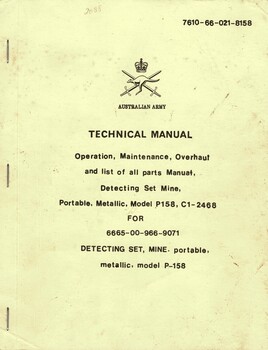 7610-66-021-8158
AUSTRALIAN ARMY
TECHNICAL MANUAL
Operation, Maintenance, Overhaul
and list of all parts Manual,
Detecting Set Mine,
Portable, Metallic, Model P158, C1-2468
FOR
6665-00-966-9071
DETECTING SET, MINE, portable,
metallic, model P-158